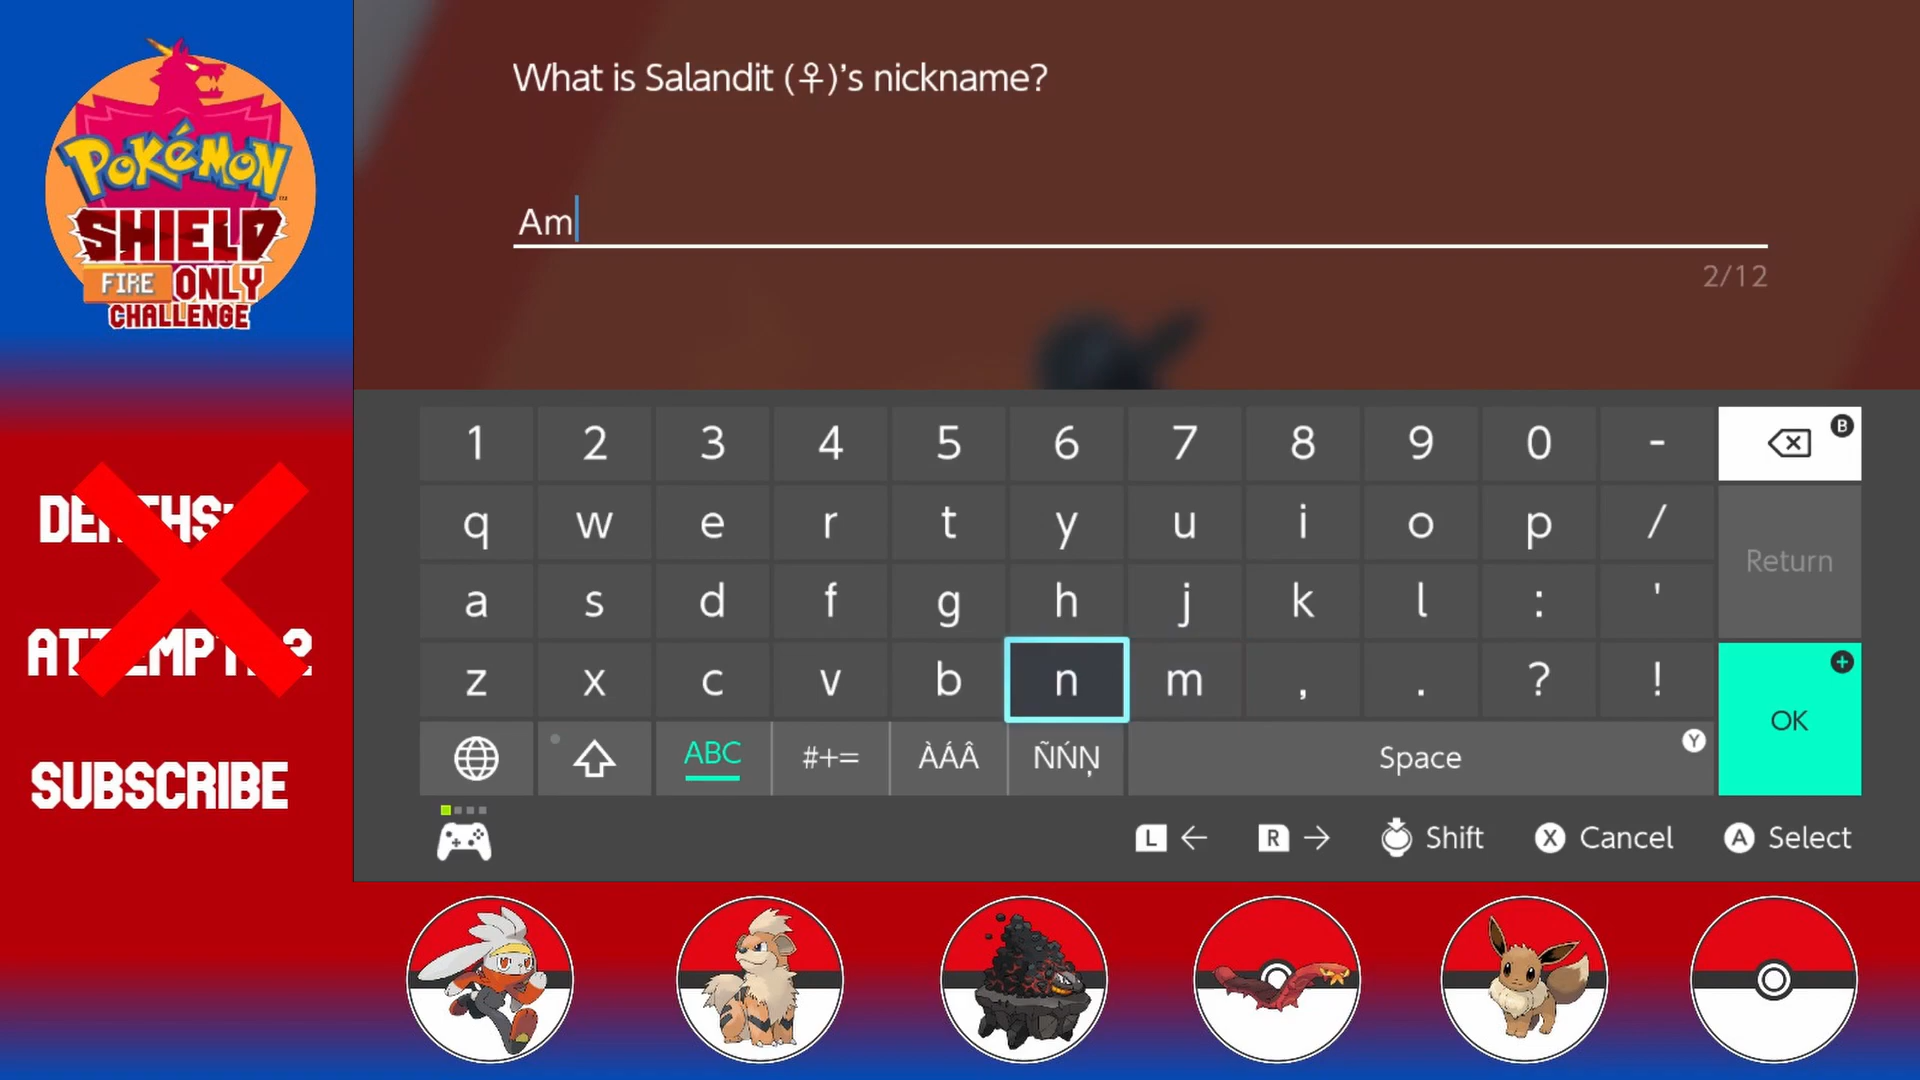 POKéMON
SHIELD
FIRE ONLY
CHALLENGE
SUBSCRIBE
What is Salandit (♀)'s nickname?
Am
2/12
1 2 3 4 5 6 7 8 9 0 -
B
q w e r t y u i o p /
Return
a s d f g h j k l : '
z x c v b n m , . ? !
+
OK
ABC #+= ÀÁÂ ÑŃŅ Space
Y
L ← R → Shift X Cancel A Select